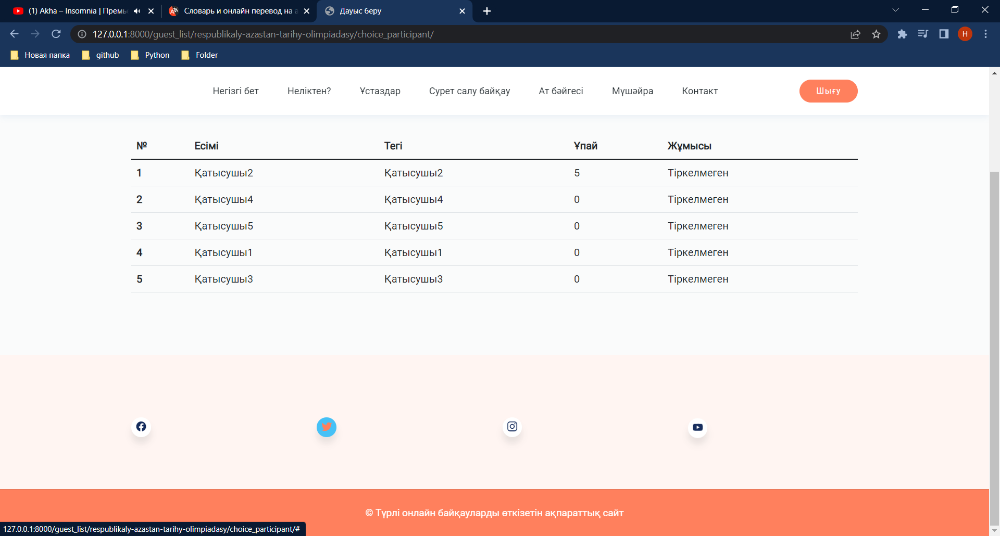 (1) Akha – Insomnia | Премье
Словарь и онлайн перевод на а
Дауыс беру
127.0.0.1:8000/guest_list/respublikaly-azastan-tarihy-olimpiadasy/choice_participant/
H
Новая папка github Python Folder
Негізгі бет Неліктен? Ұстаздар Сурет салу байқау Ат бәйгесі Мүшәйра Контакт Шығу
№ Есімі Тегі Ұпай Жұмысы
1 Қатысушы2 Қатысушы2 5 Тіркелмеген
2 Қатысушы4 Қатысушы4 0 Тіркелмеген
3 Қатысушы5 Қатысушы5 0 Тіркелмеген
4 Қатысушы1 Қатысушы1 0 Тіркелмеген
5 Қатысушы3 Қатысушы3 0 Тіркелмеген
© Түрлі онлайн байқауларды өткізетін ақпараттық сайт
127.0.0.1:8000/guest_list/respublikaly-azastan-tarihy-olimpiadasy/choice_participant/#